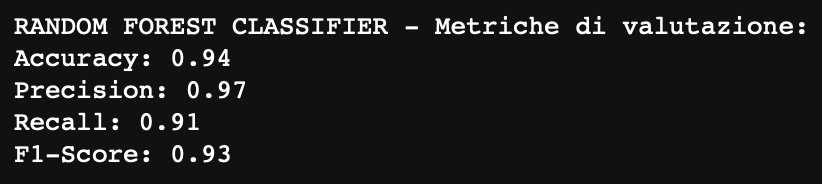 RANDOM FOREST CLASSIFIER - Metriche di valutazione:
Accuracy: 0.94
Precision: 0.97
Recall: 0.91
F1-Score: 0.93